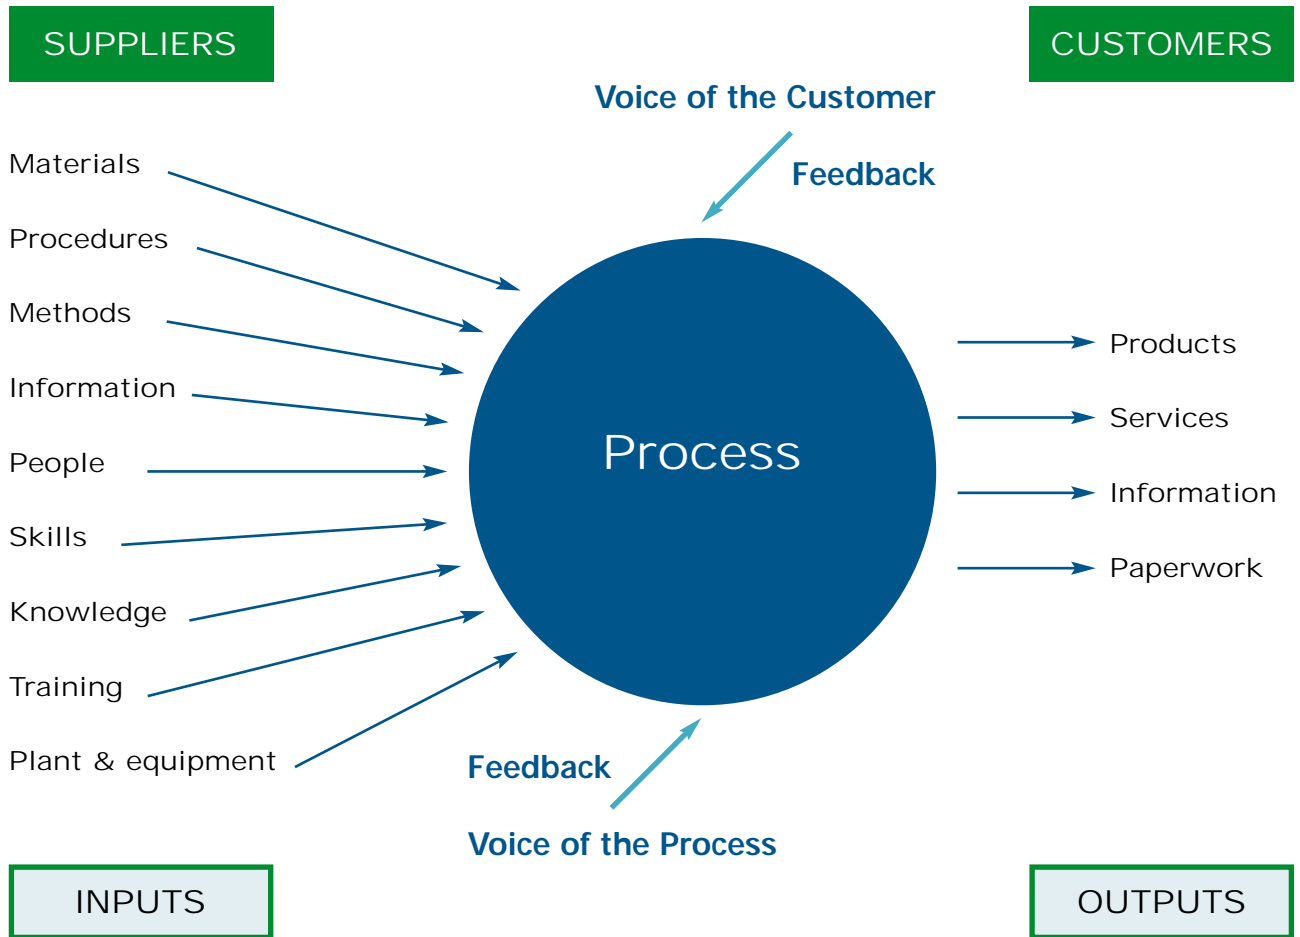 SUPPLIERS
CUSTOMERS
Voice of the Customer
Feedback
Materials
Procedures
Methods
Information
People
Skills
Knowledge
Training
Plant & equipment
Process
Products
Services
Information
Paperwork
Feedback
Voice of the Process
INPUTS
OUTPUTS